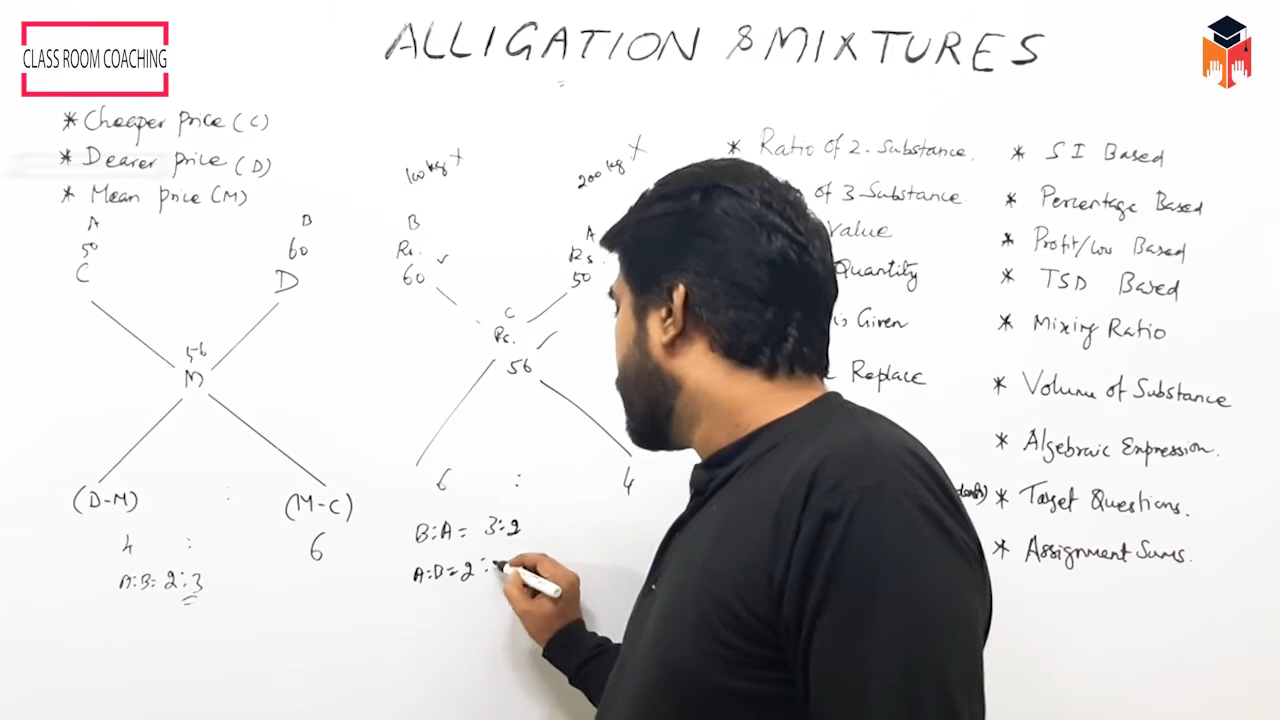 CLASS ROOM COACHING
ALLIGATION & MIXTURES
* Cheaper price (C)
* Dearer price (D)
* Mean price (M)
A
B
50
60
C
D
56
M
(D-M)
:
(M-C)
4
:
6
A:B = 2:3
100 kg X
200 kg X
B
A
Rs.
Rs.
60
50
C
Rs.
56
6
:
4
B:A = 3:2
A:B = 2:
* Ratio of 2-Substance.
of 3-Substance
Value
Quantity
is Given
Replace
* SI Based
* Percentage Based
* Profit/loss Based
* TSD Based
* Mixing Ratio
* Volume of Substance
* Algebraic Expression.
* Target Questions.
* Assignment Sums.